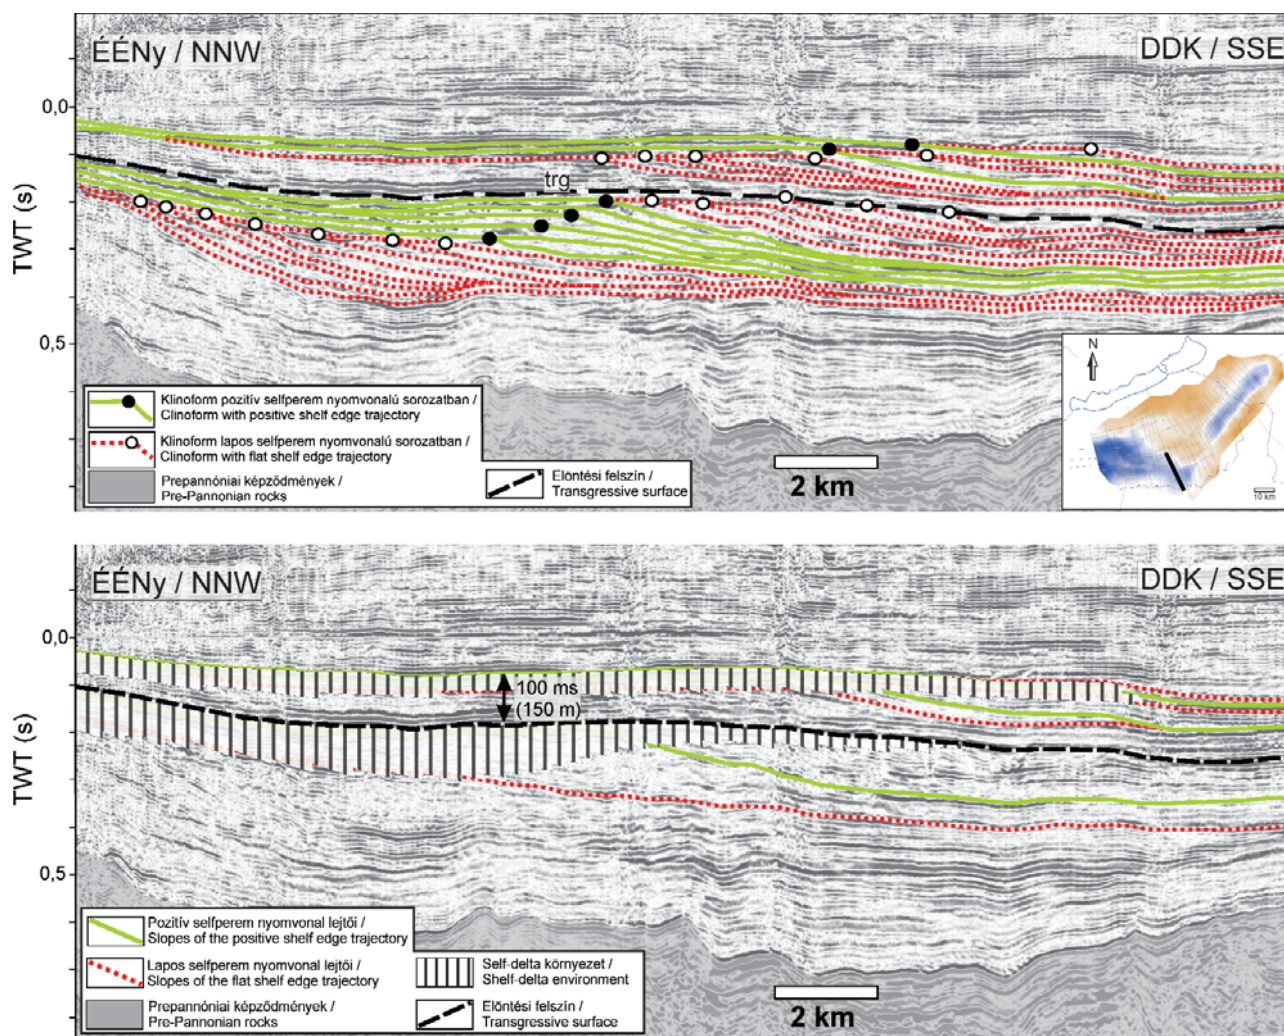 ÉÉNy / NNW
DDK / SSE
0,0
trg
TWT (s)
0,5
Klinoform pozitív selfperem nyomvonalú sorozatban /
Clinoform with positive shelf edge trajectory
Klinoform lapos selfperem nyomvonalú sorozatban /
Clinoform with flat shelf edge trajectory
Prepannóniai képződmények /
Pre-Pannonian rocks
Elöntési felszín /
Transgressive surface
2 km
N
10 km
ÉÉNy / NNW
DDK / SSE
0,0
100 ms
(150 m)
TWT (s)
0,5
Pozitív selfperem nyomvonal lejtői /
Slopes of the positive shelf edge trajectory
Lapos selfperem nyomvonal lejtői /
Slopes of the flat shelf edge trajectory
Prepannóniai képződmények /
Pre-Pannonian rocks
Self-delta környezet /
Shelf-delta environment
Elöntési felszín /
Transgressive surface
2 km